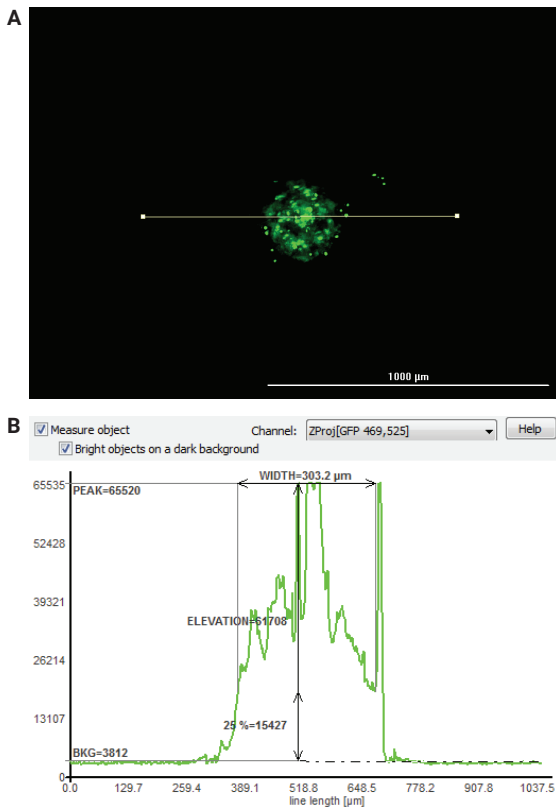 A
1000 µm
B
Measure object
Channel: ZProj[GFP 469,525]
Help
Bright objects on a dark background
WIDTH=303.2 µm
65535
PEAK=65520
52428
39321
ELEVATION=61708
26214
13107
25 %=15427
BKG=3812
0
0.0 129.7 259.4 389.1 518.8 648.5 778.2 907.8 1037.5
line length [µm]